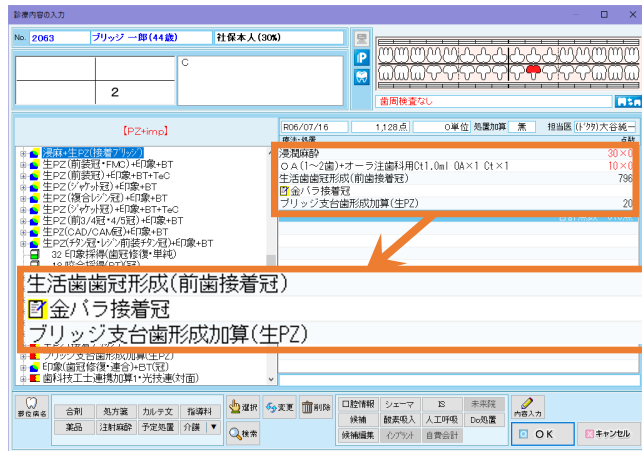 診療内容の入力
No. 2063 ブリッジ 一郎(44歳) 社保本人(30%)
C
2
歯周検査なし
[PZ+imp]
R06/07/16 1,128点 0単位 処置加算 無 担当医 (ﾄﾞｸﾀ)大谷純一
療法・処置 点数
浸麻+生PZ(接着ブリッジ)
生PZ(前装冠・FMC)+印象+BT
生PZ(前装冠)+印象+BT+TeC
生PZ(ジャケット冠)+印象+BT
生PZ(複合レジン冠)+印象+BT
生PZ(ジャケット冠)+印象+BT+TeC
生PZ(前3/4冠・4/5冠)+印象+BT
生PZ(CAD/CAM冠)+印象+BT
生PZ(チタン冠・レジン前装チタン冠)+印象+BT
32 印象採得(歯冠修復・単純)
浸潤麻酔 30×0
OA(1~2歯)+オーラ注歯科用Ct1.0ml OA×1 Ct×1 10×0
生活歯歯冠形成(前歯接着冠) 796
金パラ接着冠
ブリッジ支台歯形成加算(生PZ) 20
生活歯歯冠形成(前歯接着冠)
金パラ接着冠
ブリッジ支台歯形成加算(生PZ)
ブリッジ支台歯形成加算(生PZ)
印象(歯冠修復・連合)+BT(冠)
歯科技工士連携加算1・光技連(対面)
部位病名 合剤 処方箋 カルテ文 指導料 選択 変更 削除 口腔情報 シェーマ IS 未来院 内容入力
薬品 注射麻酔 予定処置 介護 ▼ 検索 候補 酸素吸入 人工呼吸 Do処置
候補編集 インプラント 自費会計 OK キャンセル